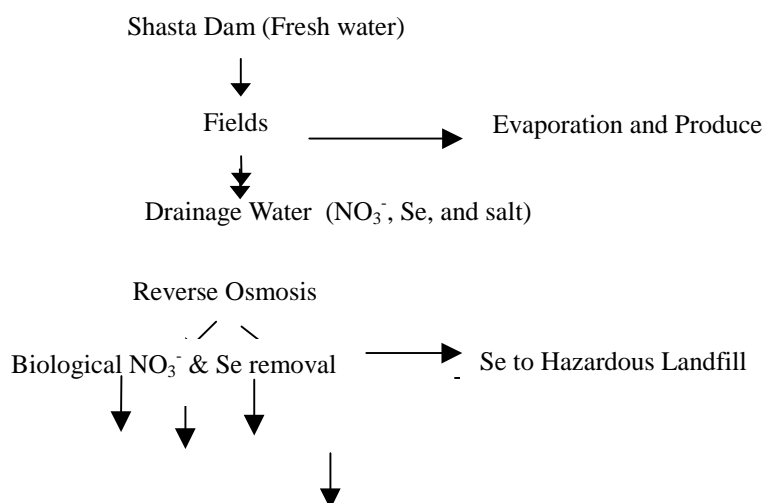 Shasta Dam (Fresh water)
Fields
Evaporation and Produce
Drainage Water (NO₃⁻, Se, and salt)
Reverse Osmosis
Biological NO₃⁻ & Se removal
Se to Hazardous Landfill